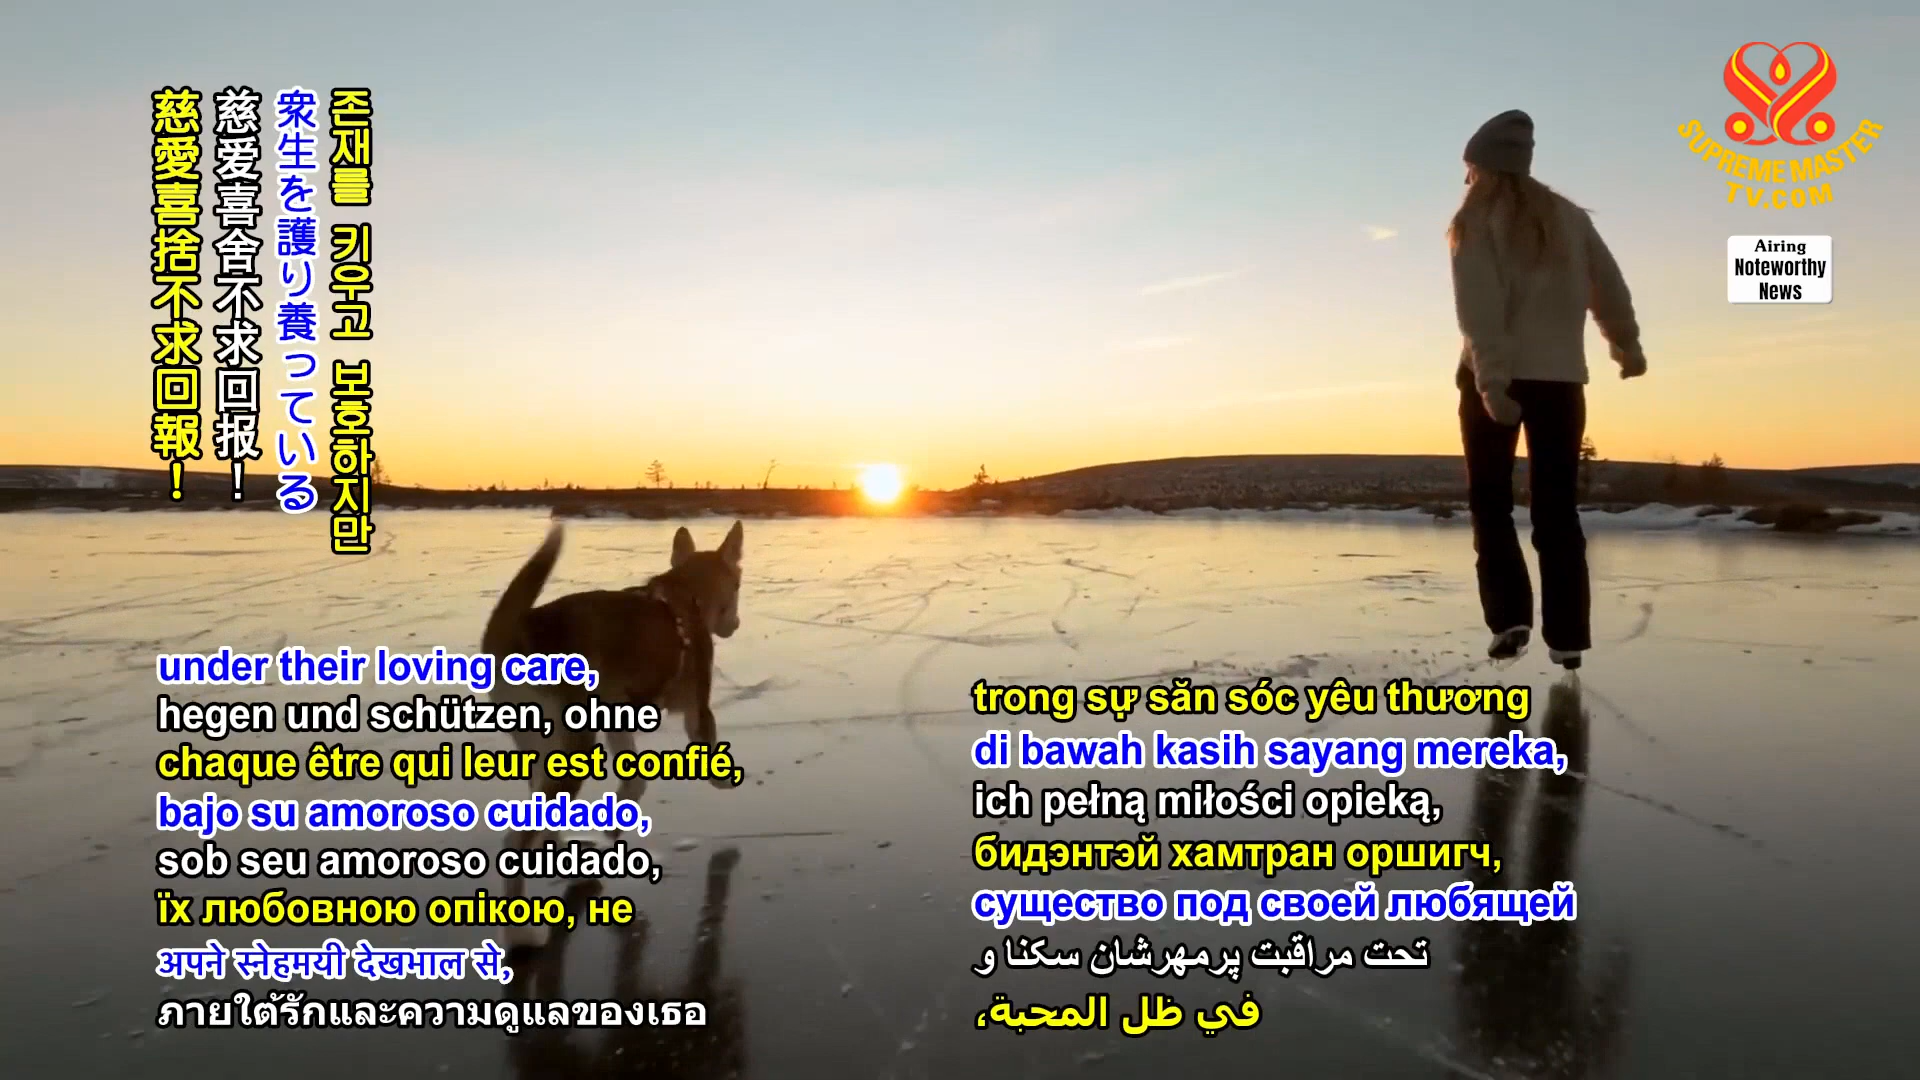 慈愛喜捨不求回報！
慈爱喜舍不求回报！
衆生を護り養っている
존재를 키우고 보호하지만
SUPREME MASTER
TV.COM
Airing
Noteworthy
News
under their loving care,
hegen und schützen, ohne
chaque être qui leur est confié,
bajo su amoroso cuidado,
sob seu amoroso cuidado,
їх любовною опікою, не
अपने स्नेहमयी देखभाल से,
ภายใต้รักและความดูแลของเธอ
trong sự săn sóc yêu thương
di bawah kasih sayang mereka,
ich pełną miłości opieką,
бидэнтэй хамтран оршигч,
существо под своей любящей
تحت مراقبت پرمهرشان سکنا و
في ظل المحبة،